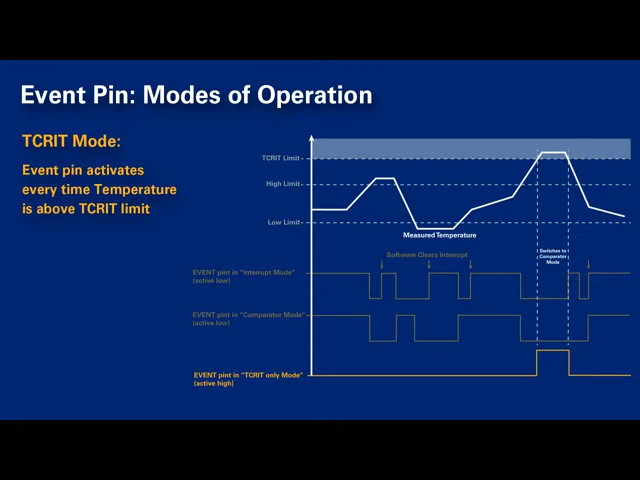 Event Pin: Modes of Operation
TCRIT Mode:
Event pin activates
every time Temperature
is above TCRIT limit
TCRIT Limit
High Limit
Low Limit
Measured Temperature
Switches to
Comparator
Mode
Software Clears Interrupt
EVENT pint in "Interrupt Mode"
(active low)
EVENT pint in "Comparator Mode"
(active low)
EVENT pint in "TCRIT only Mode"
(active high)